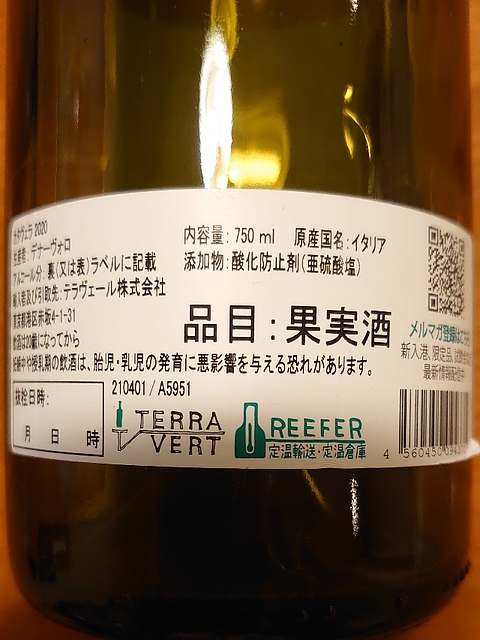 ヴェラ 2020
生産者：デナーヴォロ
アルコール分：裏(又は表)ラベルに記載
輸入者及び引取先：テラヴェール株式会社
東京都港区赤坂4-1-31
飲酒は20歳になってから
妊娠中や授乳期の飲酒は、胎児・乳児の発育に悪影響を与える恐れがあります。
内容量：750 ml 原産国名：イタリア
添加物：酸化防止剤(亜硫酸塩)
品目：果実酒
メルマガ登録は
新入港、限定品、
最新情報
抜栓日時：
月 日 時
210401 / A5951
TERRA
VERT
REEFER
定温輸送・定温倉庫
4 560450 094